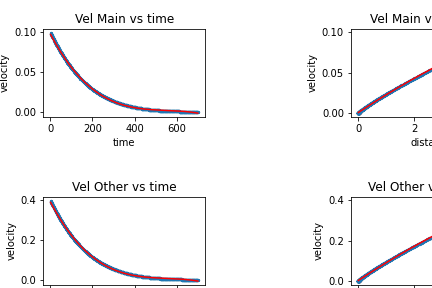 Vel Main vs time
0.10
0.05
0.00
velocity
0 200 400 600
time
Vel Main v
0.10
0.05
0.00
velocity
0 2
dista
Vel Other vs time
0.4
0.2
0.0
velocity
Vel Other v
0.4
0.2
0.0
velocity